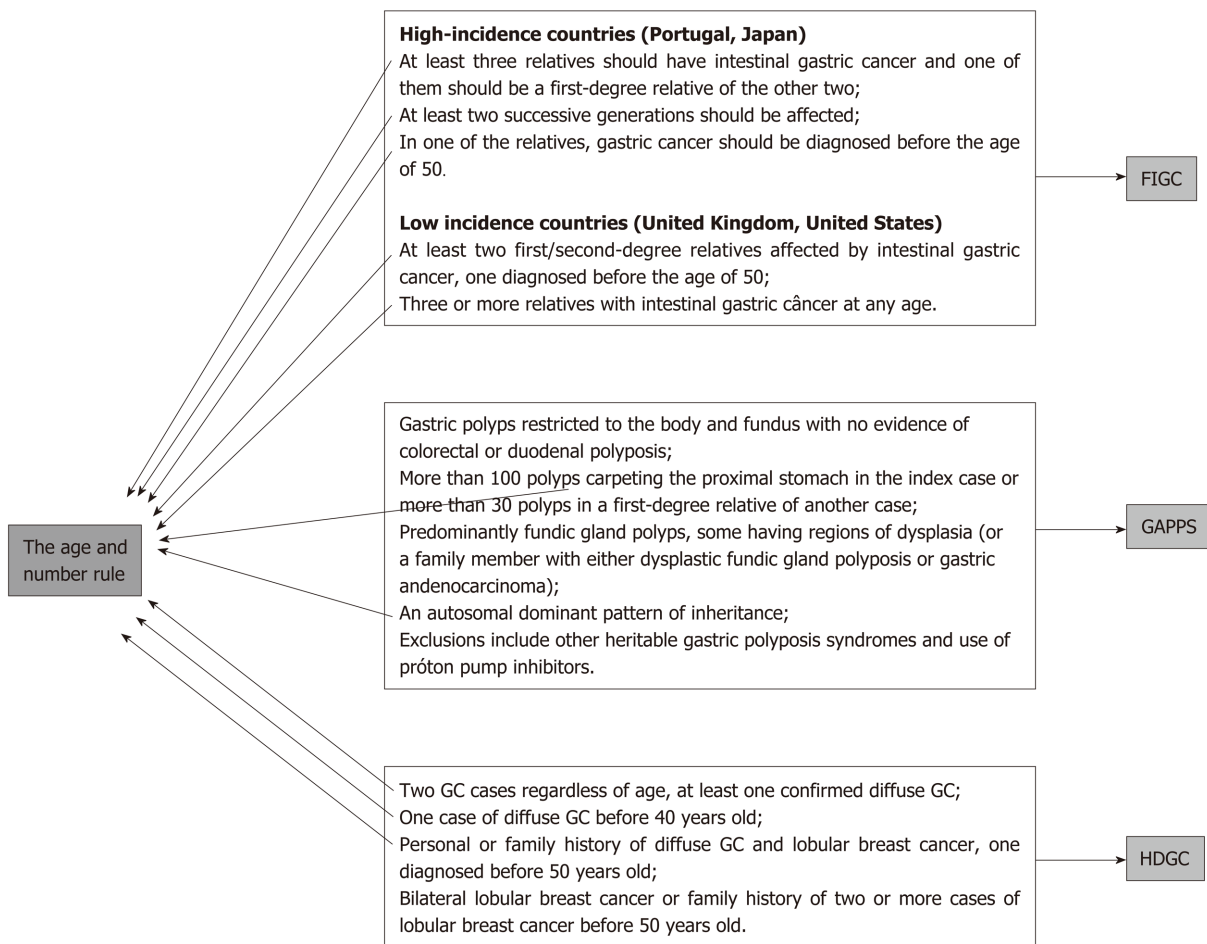 High-incidence countries (Portugal, Japan)
At least three relatives should have intestinal gastric cancer and one of
them should be a first-degree relative of the other two;
At least two successive generations should be affected;
In one of the relatives, gastric cancer should be diagnosed before the age
of 50.
Low incidence countries (United Kingdom, United States)
At least two first/second-degree relatives affected by intestinal gastric
cancer, one diagnosed before the age of 50;
Three or more relatives with intestinal gastric câncer at any age.
FIGC
Gastric polyps restricted to the body and fundus with no evidence of
colorectal or duodenal polyposis;
More than 100 polyps carpeting the proximal stomach in the index case or
more than 30 polyps in a first-degree relative of another case;
Predominantly fundic gland polyps, some having regions of dysplasia (or
a family member with either dysplastic fundic gland polyposis or gastric
andenocarcinoma);
An autosomal dominant pattern of inheritance;
Exclusions include other heritable gastric polyposis syndromes and use of
próton pump inhibitors.
GAPPS
The age and
number rule
Two GC cases regardless of age, at least one confirmed diffuse GC;
One case of diffuse GC before 40 years old;
Personal or family history of diffuse GC and lobular breast cancer, one
diagnosed before 50 years old;
Bilateral lobular breast cancer or family history of two or more cases of
lobular breast cancer before 50 years old.
HDGC